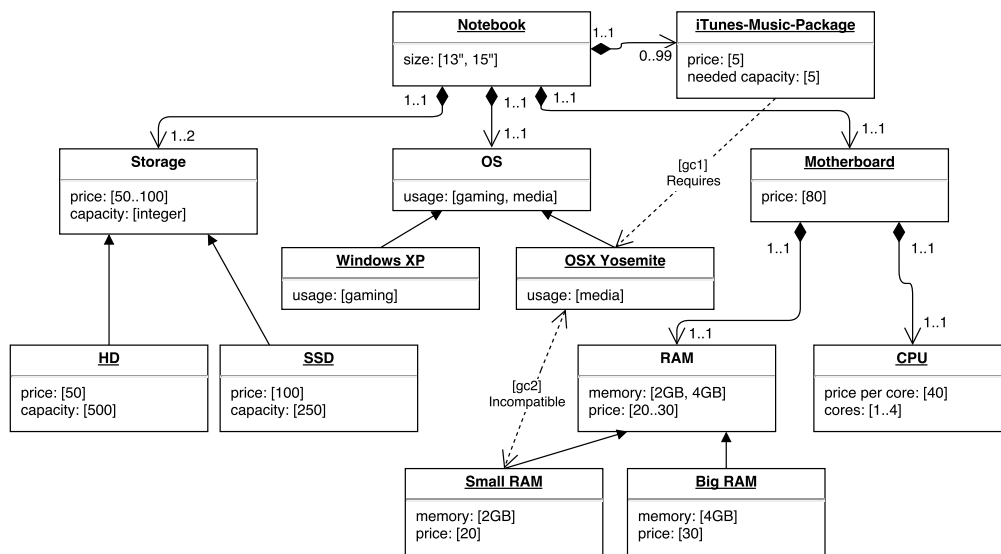 Notebook
size: [13", 15"]
1..1
0..99
iTunes-Music-Package
price: [5]
needed capacity: [5]
1..1
1..1
1..1
1..2
1..1
1..1
Storage
price: [50..100]
capacity: [integer]
OS
usage: [gaming, media]
[gc1]
Requires
Motherboard
price: [80]
Windows XP
usage: [gaming]
OSX Yosemite
usage: [media]
1..1
1..1
1..1
1..1
HD
price: [50]
capacity: [500]
SSD
price: [100]
capacity: [250]
[gc2]
Incompatible
RAM
memory: [2GB, 4GB]
price: [20..30]
CPU
price per core: [40]
cores: [1..4]
Small RAM
memory: [2GB]
price: [20]
Big RAM
memory: [4GB]
price: [30]